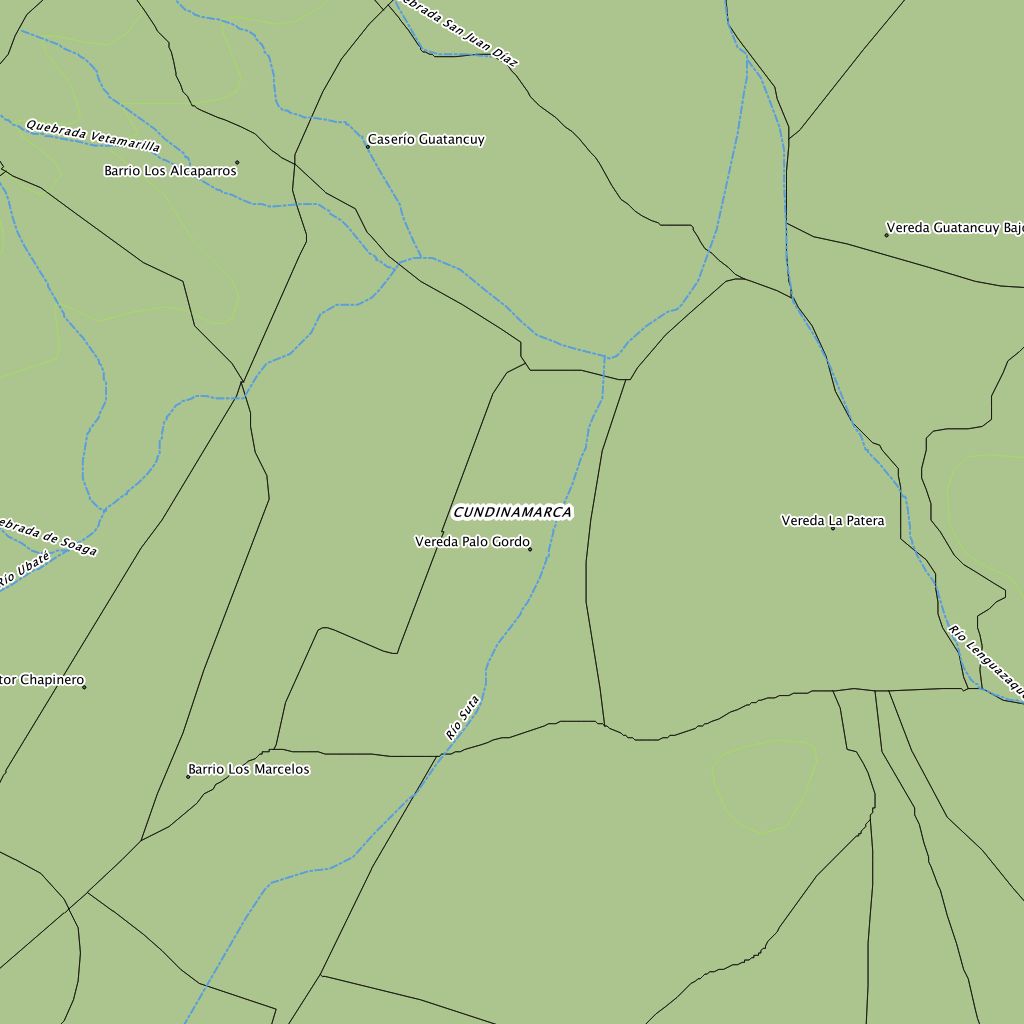 ebrada San Juan Díaz
Quebrada Vetamarilla
Caserío Guatancuy
Barrio Los Alcaparros
Vereda Guatancuy Bajo
CUNDINAMARCA
Vereda La Patera
ebrada de Soaga
Vereda Palo Gordo
Río Ubaté
Río Lenguazaque
tor Chapinero
Río Suta
Barrio Los Marcelos